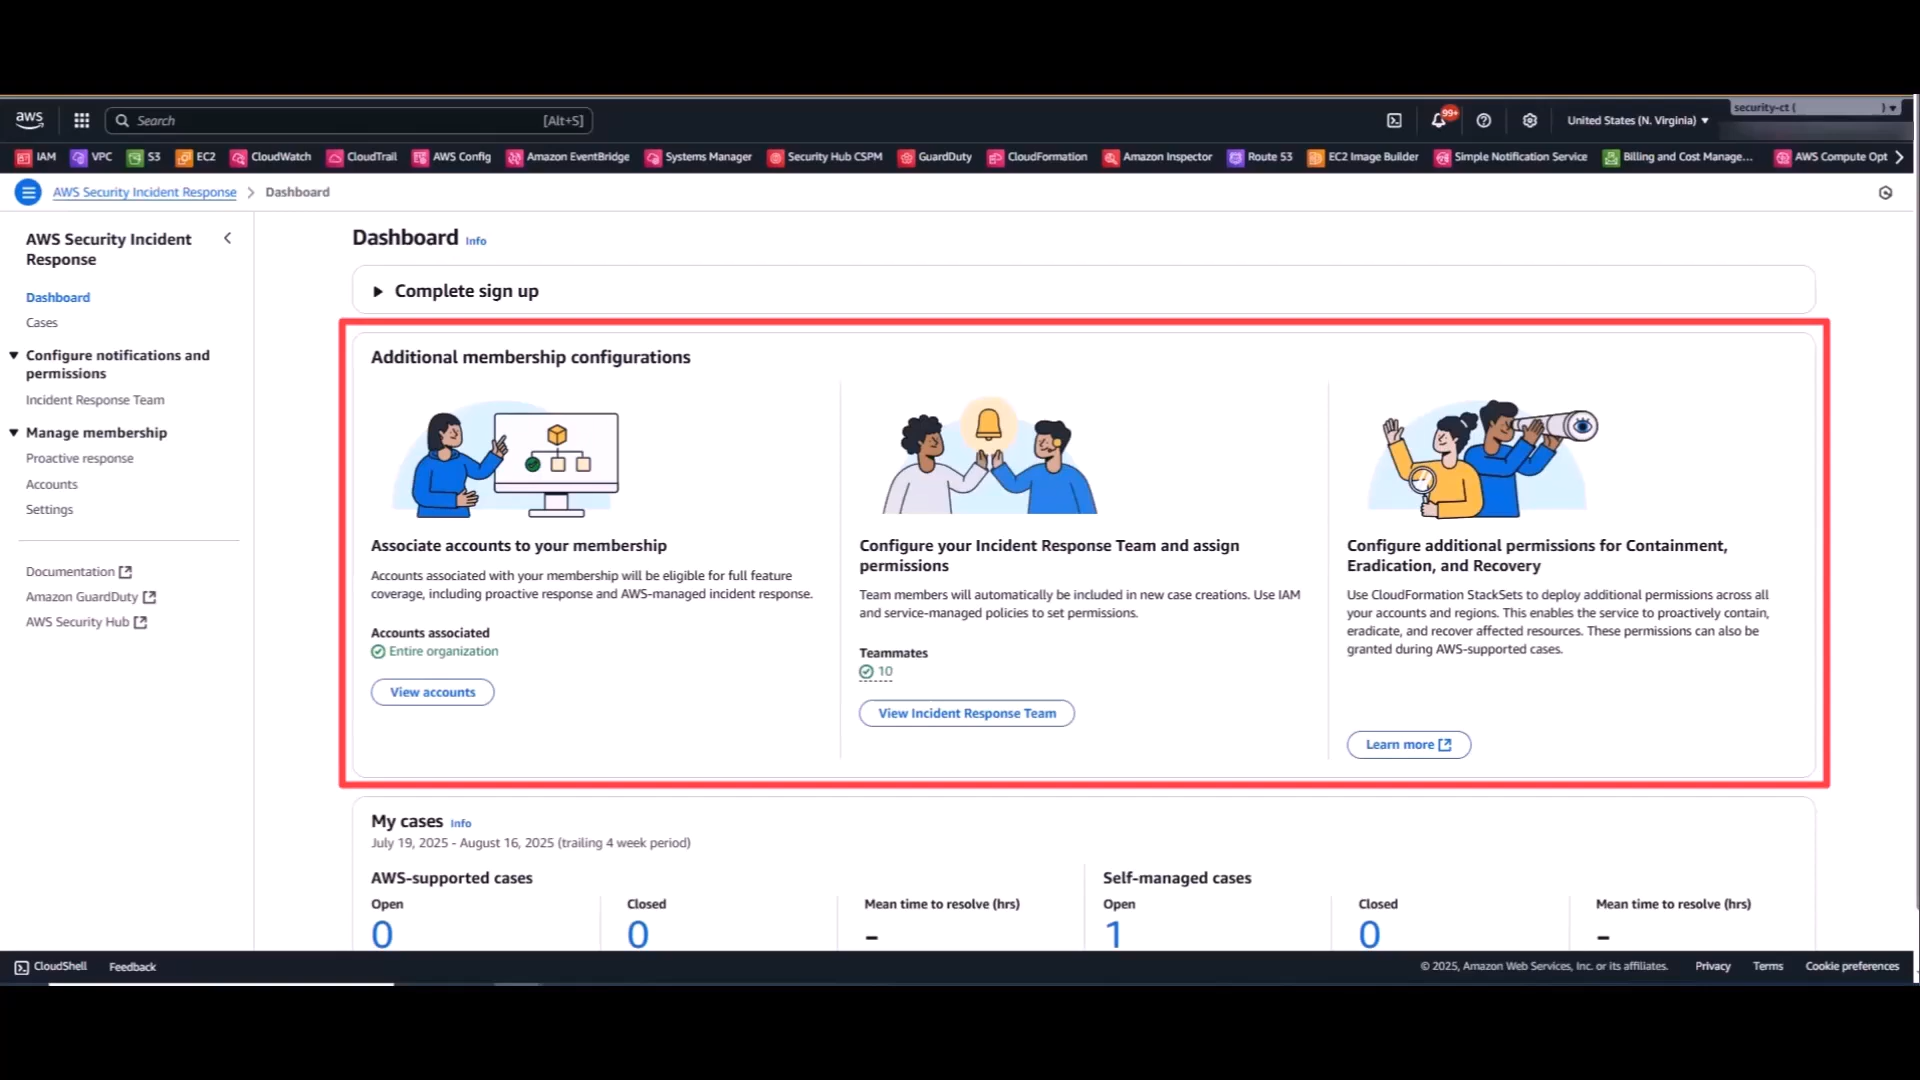 aws
Search
[Alt+S]
99+
United States (N. Virginia)
security-ct ( )
IAM
VPC
S3
EC2
CloudWatch
CloudTrail
AWS Config
Amazon EventBridge
Systems Manager
Security Hub CSPM
GuardDuty
CloudFormation
Amazon Inspector
Route 53
EC2 Image Builder
Simple Notification Service
Billing and Cost Manage...
AWS Compute Opt
AWS Security Incident Response
Dashboard
AWS Security Incident
Response
Dashboard
Cases
Configure notifications and
permissions
Incident Response Team
Manage membership
Proactive response
Accounts
Settings
Documentation
Amazon GuardDuty
AWS Security Hub
Dashboard Info
Complete sign up
Additional membership configurations
Associate accounts to your membership
Accounts associated with your membership will be eligible for full feature
coverage, including proactive response and AWS-managed incident response.
Accounts associated
Entire organization
View accounts
Configure your Incident Response Team and assign
permissions
Team members will automatically be included in new case creations. Use IAM
and service-managed policies to set permissions.
Teammates
10
View Incident Response Team
Configure additional permissions for Containment,
Eradication, and Recovery
Use CloudFormation StackSets to deploy additional permissions across all
your accounts and regions. This enables the service to proactively contain,
eradicate, and recover affected resources. These permissions can also be
granted during AWS-supported cases.
Learn more
My cases Info
July 19, 2025 - August 16, 2025 (trailing 4 week period)
AWS-supported cases
Open
0
Closed
0
Mean time to resolve (hrs)
–
Self-managed cases
Open
1
Closed
0
Mean time to resolve (hrs)
–
CloudShell
Feedback
© 2025, Amazon Web Services, Inc. or its affiliates.
Privacy
Terms
Cookie preferences